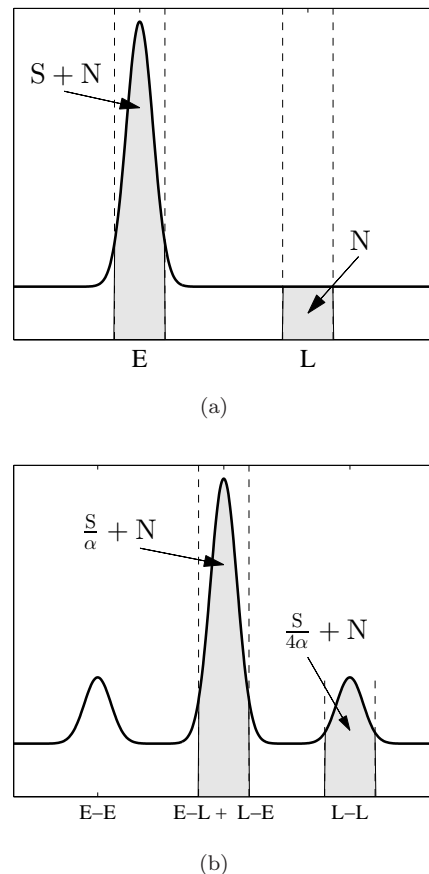 S + N
N
E L
(a)
S/α + N
S/4α + N
E–E E–L + L–E L–L
(b)